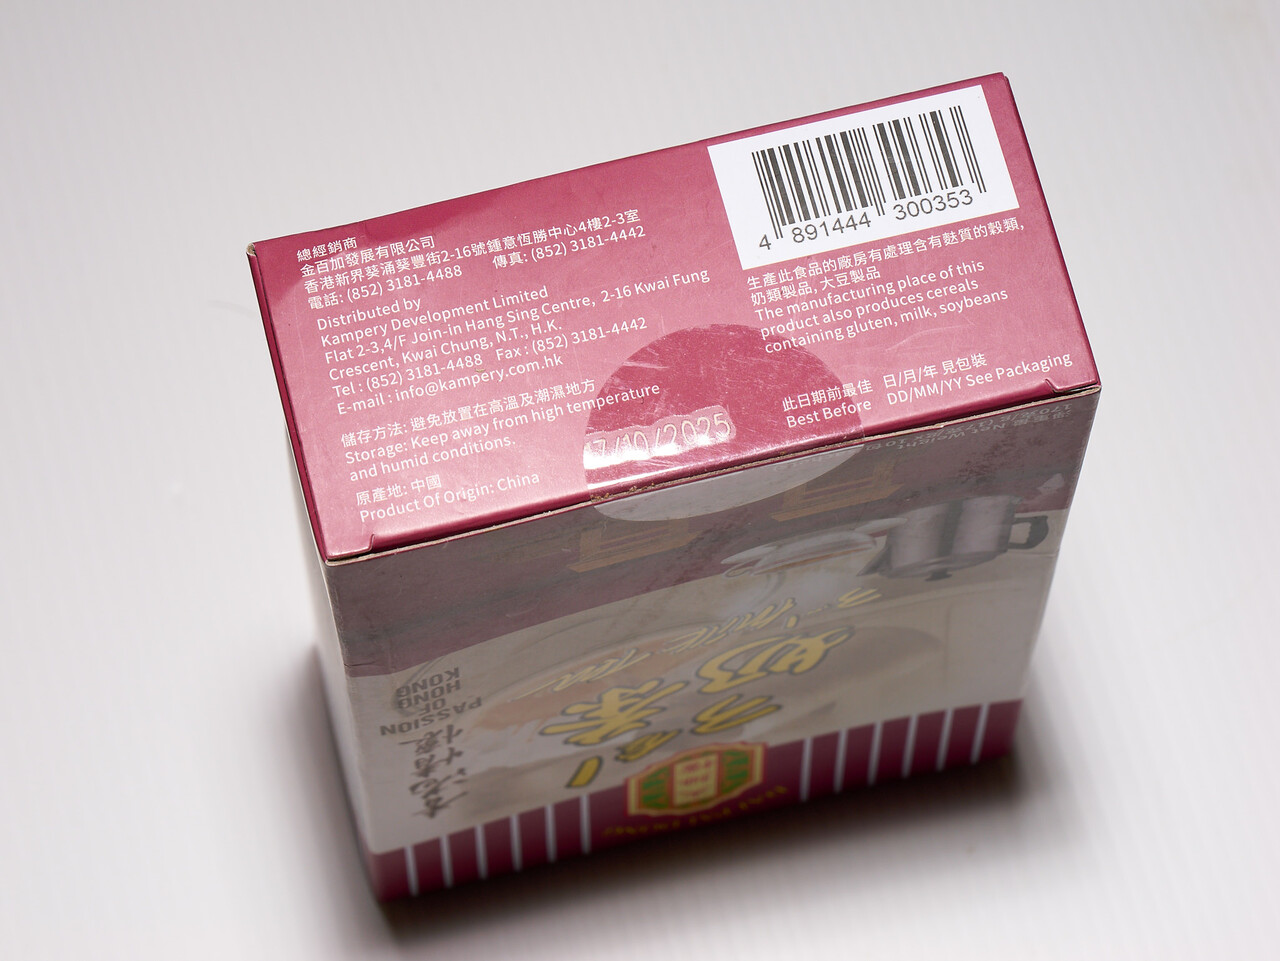 總經銷商
金百加發展有限公司
香港新界葵涌葵豐街2-16號鍾意恆勝中心4樓2-3室
電話: (852) 3181-4488 傳真: (852) 3181-4442
Distributed by
Kampery Development Limited
Flat 2-3,4/F Join-in Hang Sing Centre, 2-16 Kwai Fung
Crescent, Kwai Chung, N.T., H.K.
Tel : (852) 3181-4488 Fax : (852) 3181-4442
E-mail : info@kampery.com.hk
儲存方法: 避免放置在高溫及潮濕地方
Storage: Keep away from high temperature
and humid conditions.
原產地: 中國
Product Of Origin: China
4 891444 300353
生產此食品的廠房有處理含有麩質的穀類,
奶類製品, 大豆製品
The manufacturing place of this
product also produces cereals
containing gluten, milk, soybeans
此日期前最佳 日/月/年 見包裝
Best Before DD/MM/YY See Packaging
17/10/2025
奶茶
PASSION
OF
HONG
KONG